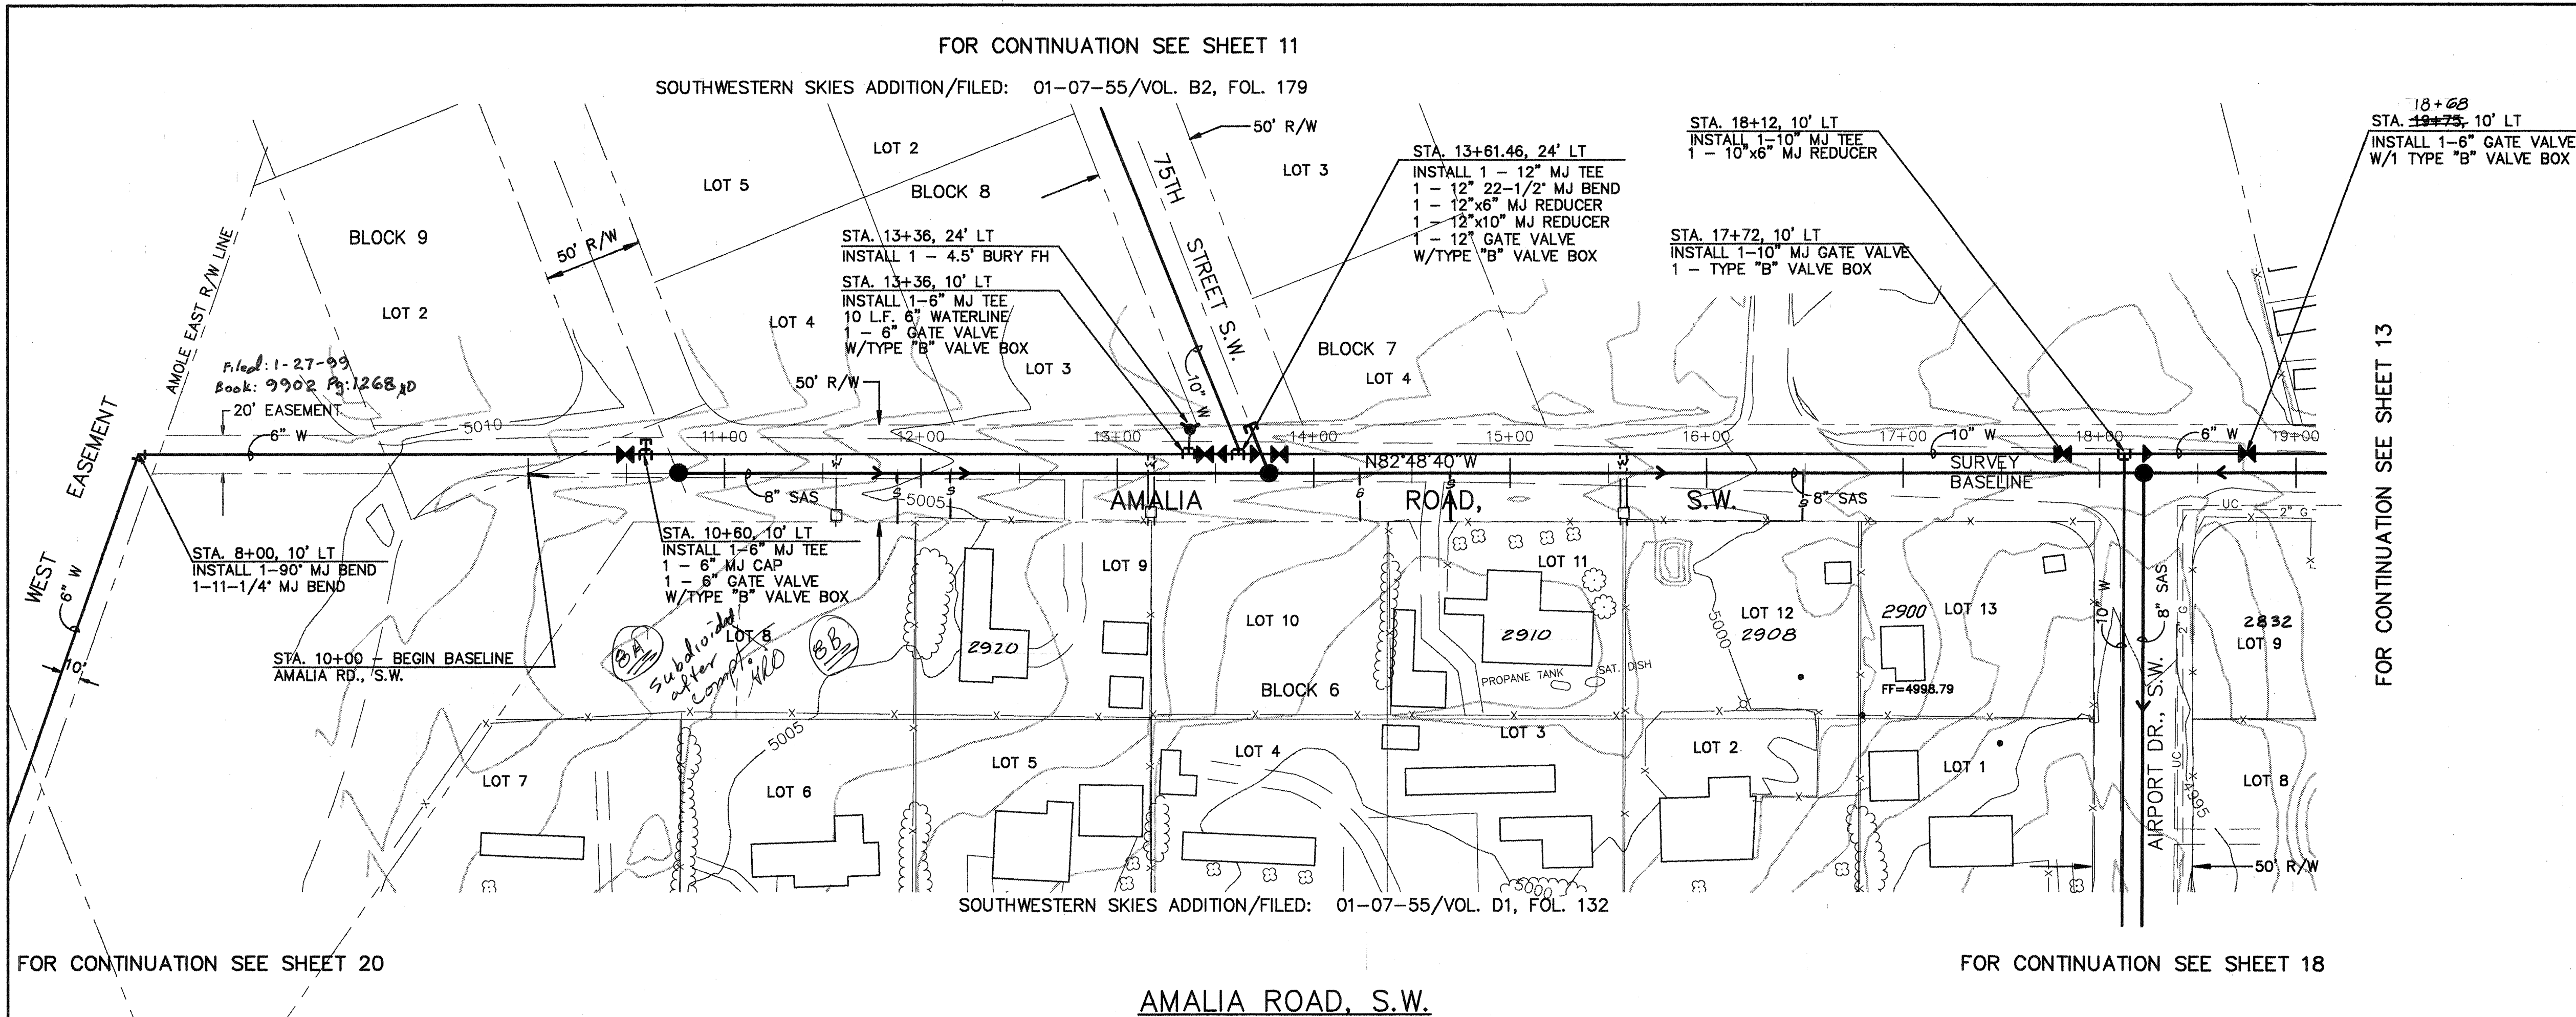 FOR CONTINUATION SEE SHEET 11
SOUTHWESTERN SKIES ADDITION/FILED: 01-07-55/VOL. B2, FOL. 179
50' R/W
LOT 2
LOT 5
BLOCK 8
75TH STREET S.W.
LOT 3
STA. 13+61.46, 24' LT
INSTALL 1 - 12" MJ TEE
1 - 12" 22-1/2° MJ BEND
1 - 12"x6" MJ REDUCER
1 - 12"x10" MJ REDUCER
1 - 12" GATE VALVE
W/TYPE "B" VALVE BOX
STA. 18+12, 10' LT
INSTALL 1-10" MJ TEE
1 - 10"x6" MJ REDUCER
18+68
STA. 19+75, 10' LT
INSTALL 1-6" GATE VALVE
W/1 TYPE "B" VALVE BOX
STA. 17+72, 10' LT
INSTALL 1-10" MJ GATE VALVE
1 - TYPE "B" VALVE BOX
AMOLE EAST R/W LINE
BLOCK 9
50' R/W
LOT 2
STA. 13+36, 24' LT
INSTALL 1 - 4.5' BURY FH
STA. 13+36, 10' LT
INSTALL 1-6" MJ TEE
10 L.F. 6" WATERLINE
1 - 6" GATE VALVE
W/TYPE "B" VALVE BOX
LOT 4
LOT 3
50' R/W
10" W
BLOCK 7
LOT 4
Filed: 1-27-99
Book: 9902 Pg: 1268
20' EASEMENT
6" W
5010
11+00
12+00
13+00
14+00
15+00
16+00
17+00
10" W
18+00
6" W
19+00
FOR CONTINUATION SEE SHEET 13
N82°48'40"W
SURVEY
BASELINE
WEST EASEMENT
6" W
10'
8" SAS
5005
AMALIA ROAD, S.W.
8" SAS
UC
2" G
STA. 8+00, 10' LT
INSTALL 1-90° MJ BEND
1-11-1/4° MJ BEND
STA. 10+60, 10' LT
INSTALL 1-6" MJ TEE
1 - 6" MJ CAP
1 - 6" GATE VALVE
W/TYPE "B" VALVE BOX
STA. 10+00 - BEGIN BASELINE
AMALIA RD., S.W.
8A
LOT 8
8B
subdivided
after
compl.
2920
LOT 9
LOT 10
BLOCK 6
LOT 11
2910
PROPANE TANK
SAT. DISH
5000
LOT 12
2908
2900
LOT 13
FF=4998.79
10" W
8" SAS
2" G
2832
LOT 9
AIRPORT DR., S.W.
LOT 7
5005
LOT 6
LOT 5
LOT 4
LOT 3
LOT 2
LOT 1
UC
4995
LOT 8
5000
50' R/W
SOUTHWESTERN SKIES ADDITION/FILED: 01-07-55/VOL. D1, FOL. 132
FOR CONTINUATION SEE SHEET 20
FOR CONTINUATION SEE SHEET 18
AMALIA ROAD, S.W.